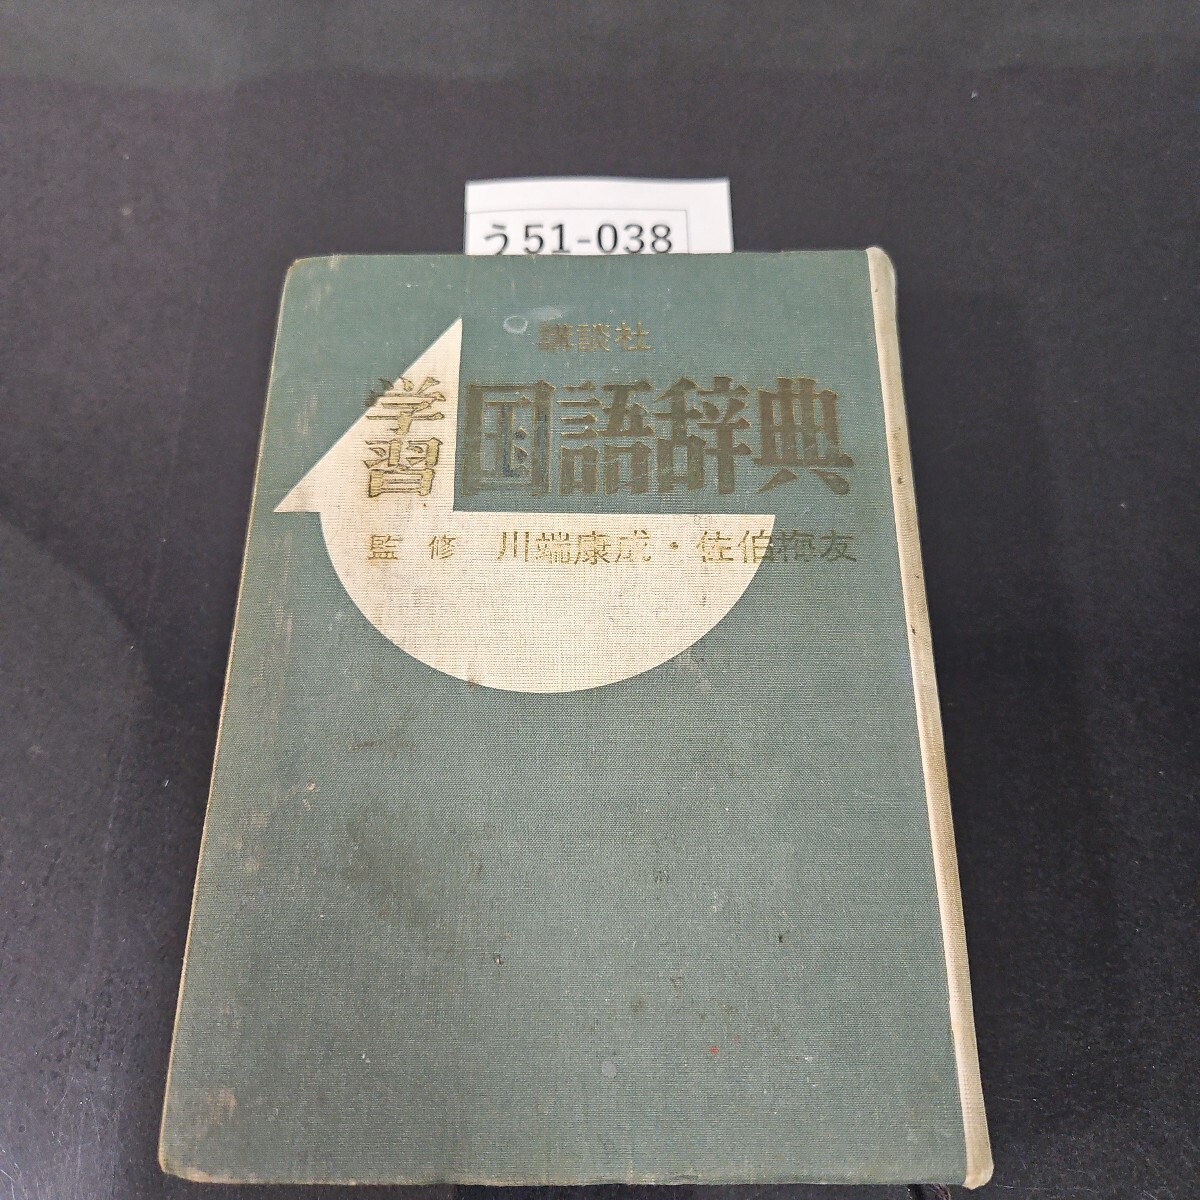 う51-038
講談社
学習 国語辞典
監修 川端康成・佐伯梅友